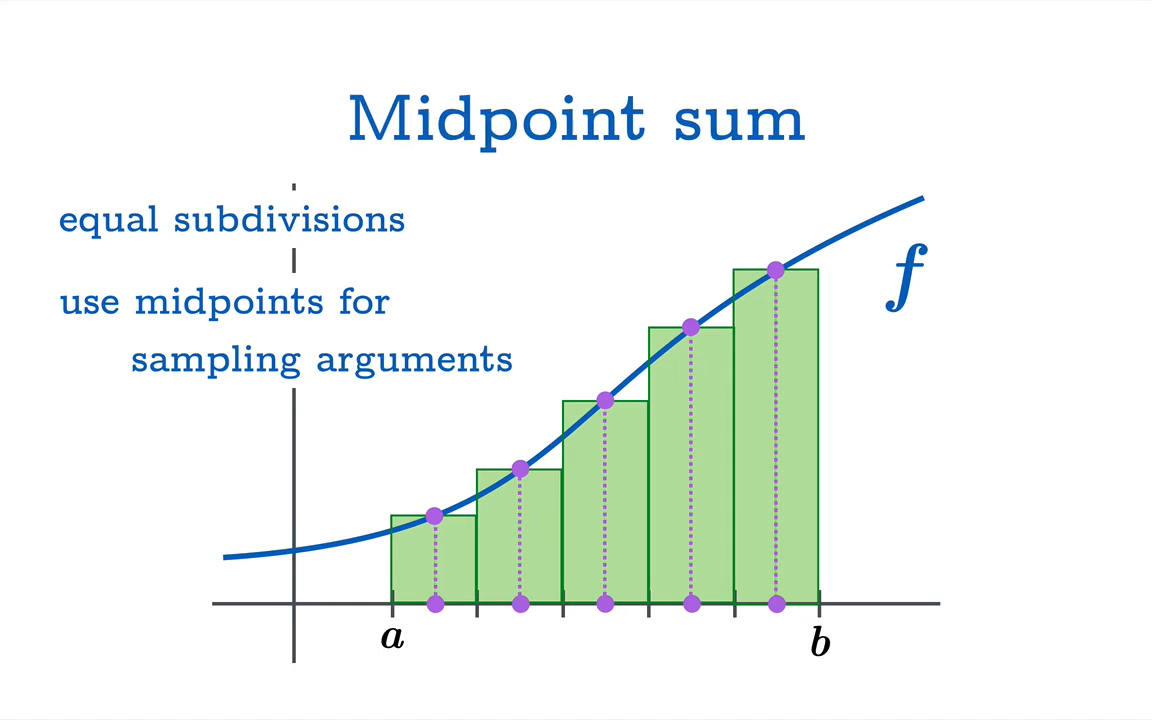 Midpoint sum
equal subdivisions
use midpoints for
sampling arguments
f
a
b